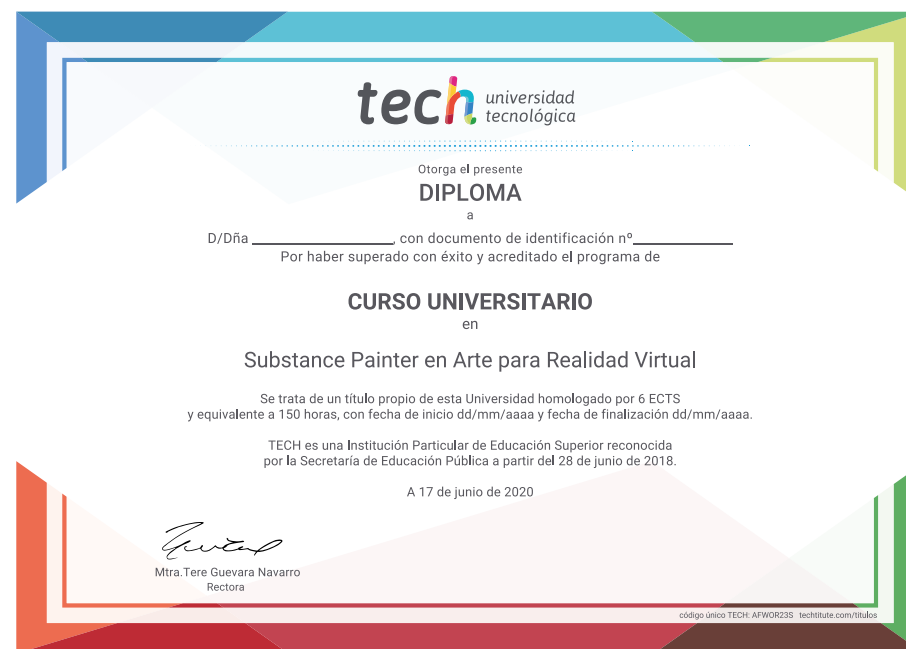 tech universidad
tecnológica
Otorga el presente
DIPLOMA
a
D/Dña ____________________, con documento de identificación nº______________
Por haber superado con éxito y acreditado el programa de
CURSO UNIVERSITARIO
en
Substance Painter en Arte para Realidad Virtual
Se trata de un título propio de esta Universidad homologado por 6 ECTS
y equivalente a 150 horas, con fecha de inicio dd/mm/aaaa y fecha de finalización dd/mm/aaaa.
TECH es una Institución Particular de Educación Superior reconocida
por la Secretaría de Educación Pública a partir del 28 de junio de 2018.
A 17 de junio de 2020
Mtra.Tere Guevara Navarro
Rectora
código único TECH: AFWOR23S techtitute.com/titulos